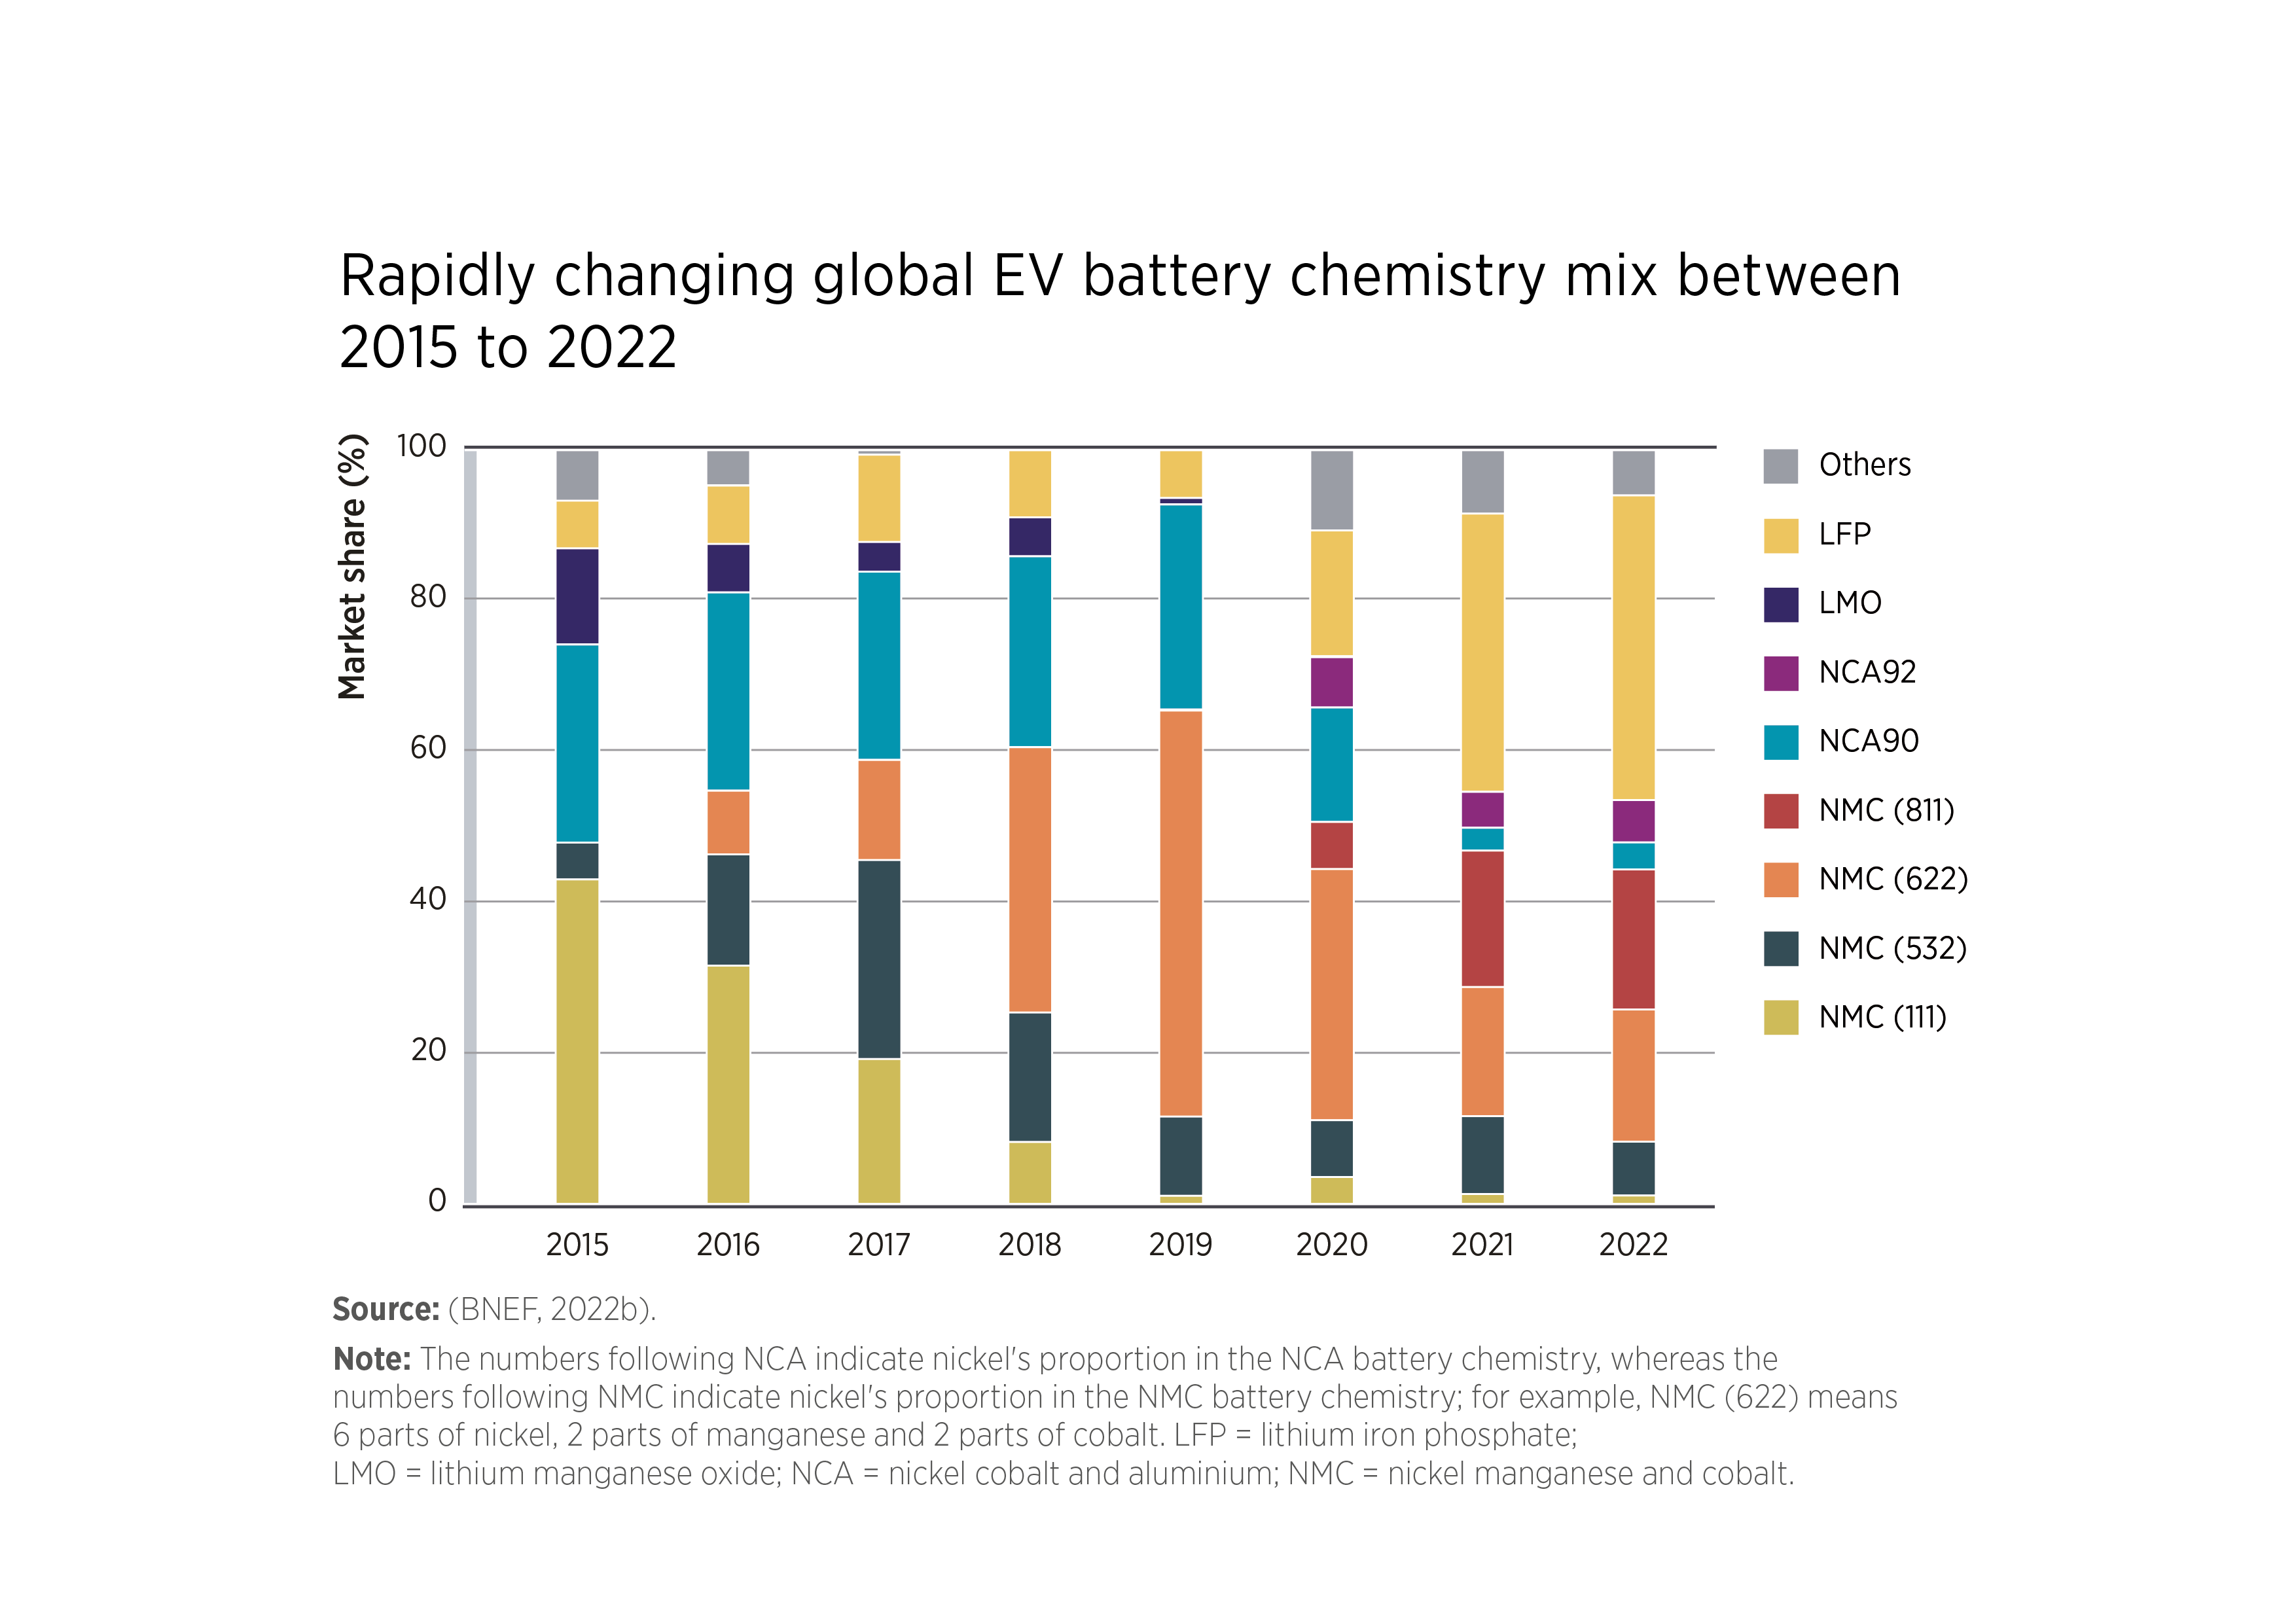 Rapidly changing global EV battery chemistry mix between
2015 to 2022
Market share (%)
100
80
60
40
20
0
2015 2016 2017 2018 2019 2020 2021 2022
Others
LFP
LMO
NCA92
NCA90
NMC (811)
NMC (622)
NMC (532)
NMC (111)
Source: (BNEF, 2022b).
Note: The numbers following NCA indicate nickel's proportion in the NCA battery chemistry, whereas the
numbers following NMC indicate nickel's proportion in the NMC battery chemistry; for example, NMC (622) means
6 parts of nickel, 2 parts of manganese and 2 parts of cobalt. LFP = lithium iron phosphate;
LMO = lithium manganese oxide; NCA = nickel cobalt and aluminium; NMC = nickel manganese and cobalt.